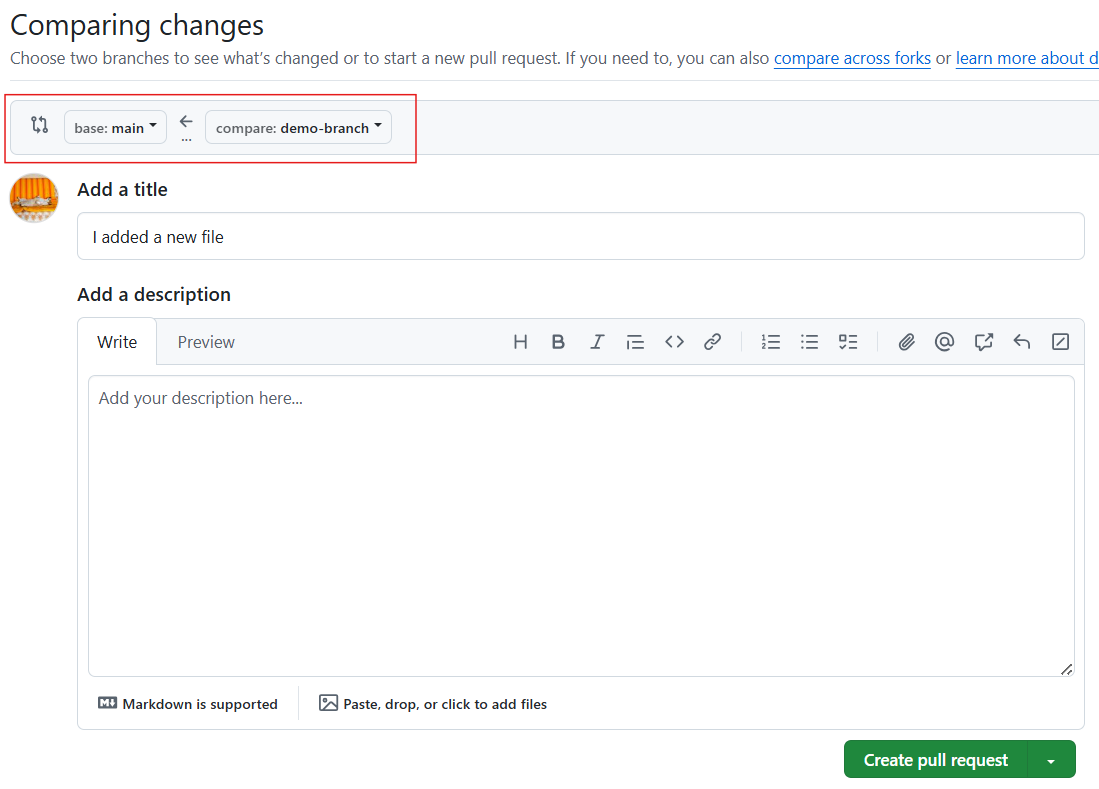 Comparing changes
Choose two branches to see what's changed or to start a new pull request. If you need to, you can also compare across forks or learn more about d
base: main ... compare: demo-branch
Add a title
I added a new file
Add a description
Write Preview
Add your description here...
Markdown is supported Paste, drop, or click to add files
Create pull request